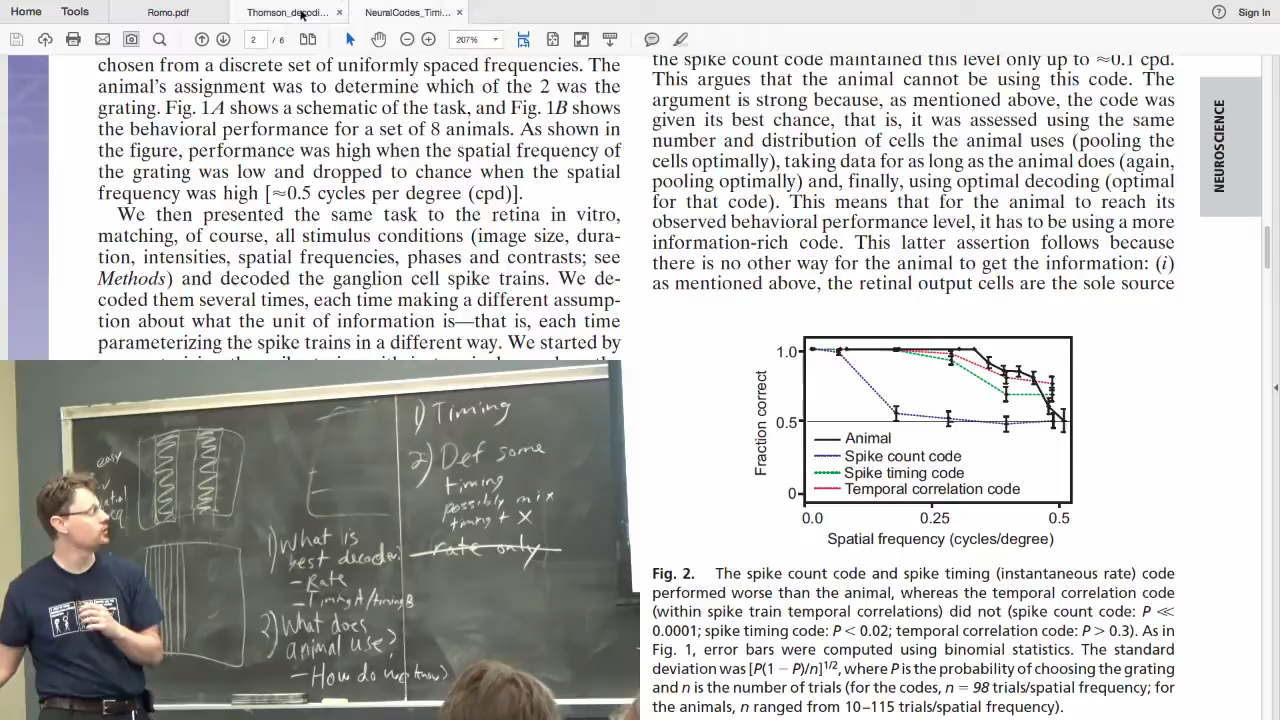 Home Tools Romo.pdf Thomson_decodi... × NeuralCodes_Timi... × Sign In
2 / 6 207%
chosen from a discrete set of uniformly spaced frequencies. The
animal's assignment was to determine which of the 2 was the
grating. Fig. 1A shows a schematic of the task, and Fig. 1B shows
the behavioral performance for a set of 8 animals. As shown in
the figure, performance was high when the spatial frequency of
the grating was low and dropped to chance when the spatial
frequency was high [≈0.5 cycles per degree (cpd)].
We then presented the same task to the retina in vitro,
matching, of course, all stimulus conditions (image size, dura-
tion, intensities, spatial frequencies, phases and contrasts; see
Methods) and decoded the ganglion cell spike trains. We de-
coded them several times, each time making a different assump-
tion about what the unit of information is—that is, each time
parameterizing the spike trains in a different way. We started by
the spike count code maintained this level only up to ≈0.1 cpd.
This argues that the animal cannot be using this code. The
argument is strong because, as mentioned above, the code was
given its best chance, that is, it was assessed using the same
number and distribution of cells the animal uses (pooling the
cells optimally), taking data for as long as the animal does (again,
pooling optimally) and, finally, using optimal decoding (optimal
for that code). This means that for the animal to reach its
observed behavioral performance level, it has to be using a more
information-rich code. This latter assertion follows because
there is no other way for the animal to get the information: (i)
as mentioned above, the retinal output cells are the sole source
NEUROSCIENCE
Fraction correct
1.0
0.5
0
Animal
Spike count code
Spike timing code
Temporal correlation code
0.0 0.25 0.5
Spatial frequency (cycles/degree)
Fig. 2. The spike count code and spike timing (instantaneous rate) code
performed worse than the animal, whereas the temporal correlation code
(within spike train temporal correlations) did not (spike count code: P ≪
0.0001; spike timing code: P < 0.02; temporal correlation code: P > 0.3). As in
Fig. 1, error bars were computed using binomial statistics. The standard
deviation was [P(1 − P)/n]1/2, where P is the probability of choosing the grating
and n is the number of trials (for the codes, n = 98 trials/spatial frequency; for
the animals, n ranged from 10–115 trials/spatial frequency).
easy
1) What is
best decoder?
- Rate
- Timing A/timing B
2) What does
animal use?
- How do we know?
1) Timing
2) Def some
timing
possibly mix
timing + X
rate only